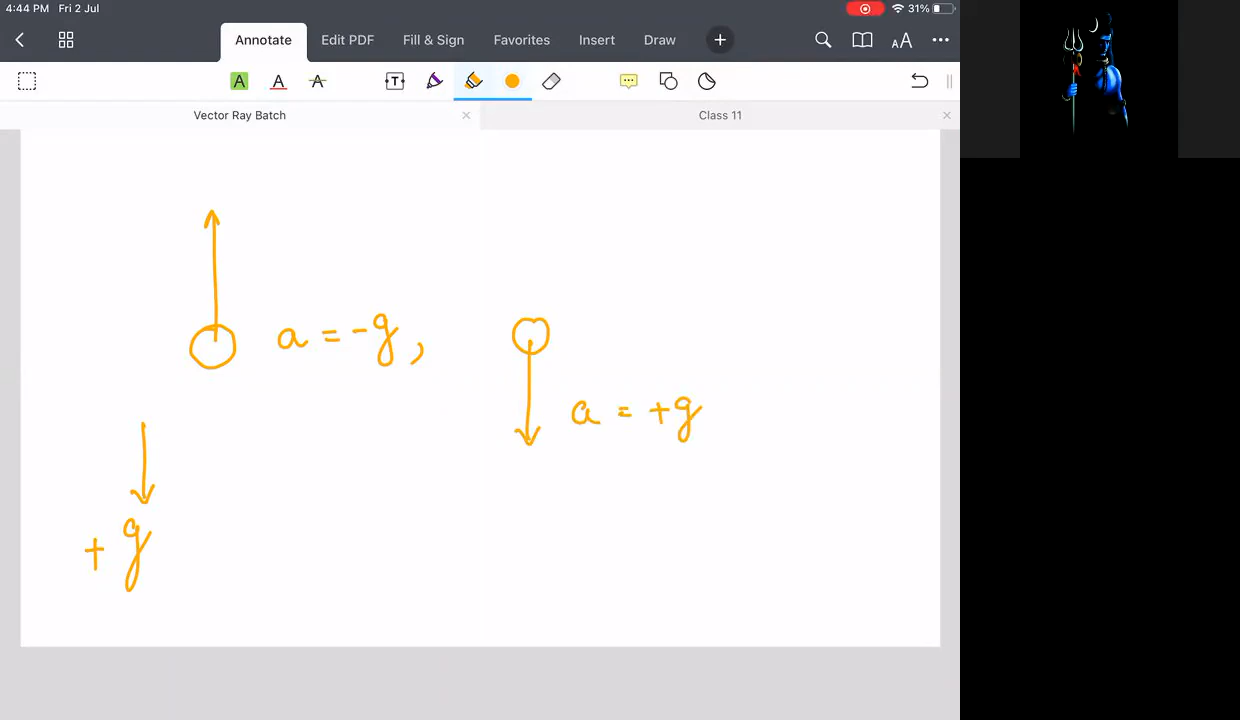 4:44 PM Fri 2 Jul 31%
Annotate Edit PDF Fill & Sign Favorites Insert Draw + AA
A A A T
Vector Ray Batch × Class 11 ×
a = -g,
a = +g
+ g